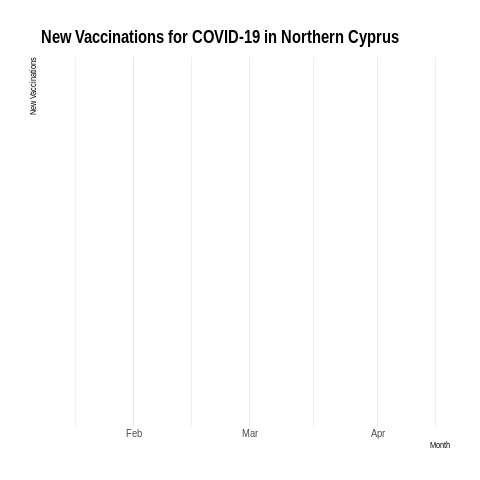 New Vaccinations for COVID-19 in Northern Cyprus
New Vaccinations
Feb Mar Apr
Month